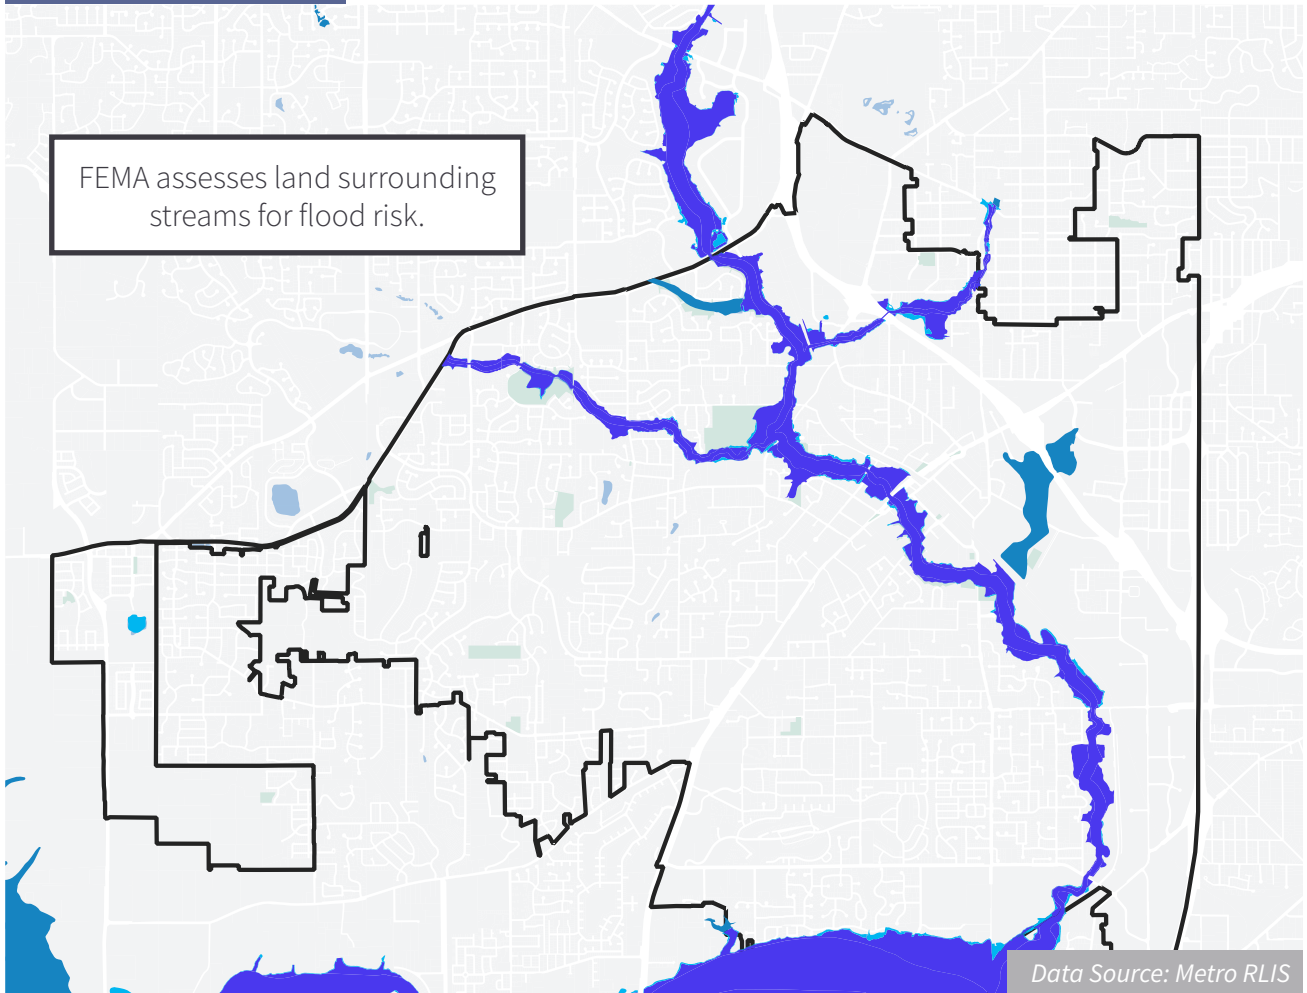 FEMA assesses land surrounding
streams for flood risk.
Data Source: Metro RLIS